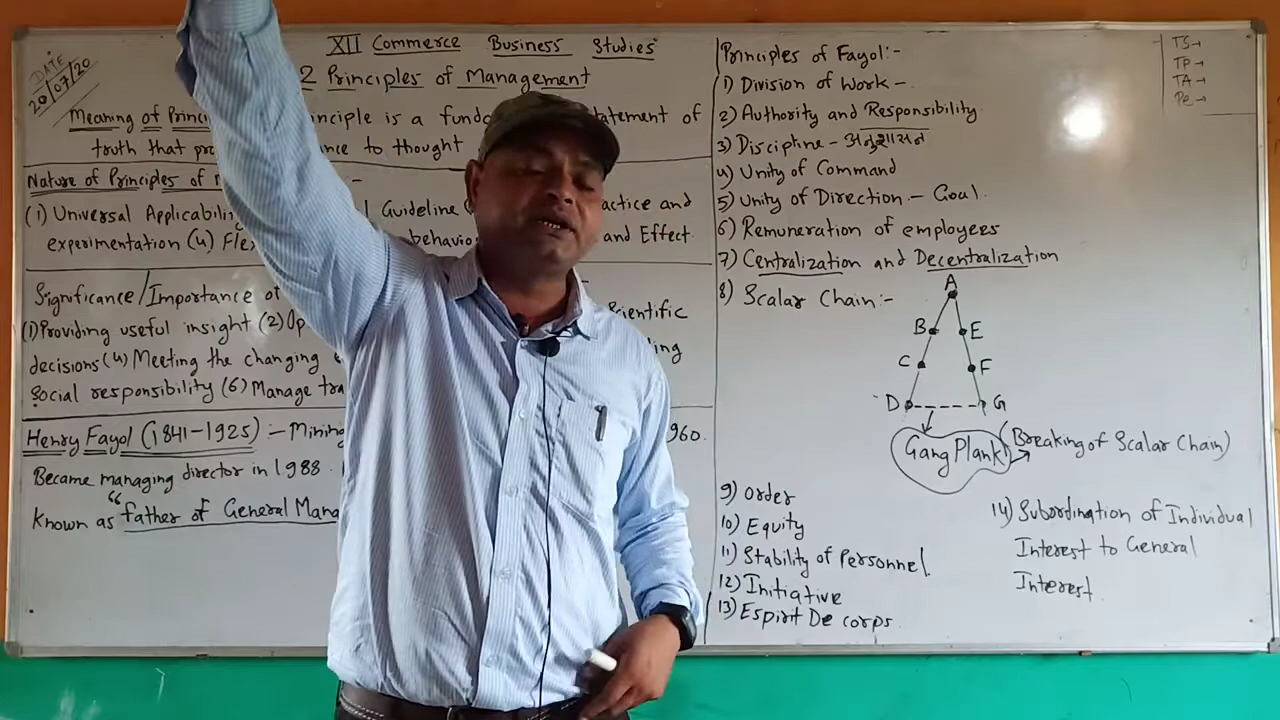 XII Commerce Business Studies
DATE
20/07/20
2 Principles of Management
Meaning of Princi inciple is a funda atement of
truth that pr nce to thought
Nature of Principles of
(1) Universal Applicabili l Guideline actice and
experimentation (4) Flex behavio and Effect
Significance/Importance of cientific
(1) Providing useful insight (2) Op
decisions (4) Meeting the changing ing
Social responsibility (6) Manage tra
Henry Fayol (1841-1925) :- Mining 960.
Became managing director in 1988
Known as "father of General Mana
Principles of Fayol:-
1) Division of Work -
2) Authority and Responsibility
3) Discipline - अनुशासन
4) Unity of Command
5) Unity of Direction - Goal.
6) Remuneration of employees
7) Centralization and Decentralization
8) Scalar Chain:-
A
B E
C F
D G
Gang Plank (Breaking of Scalar Chain)
9) Order
10) Equity
11) Stability of Personnel.
12) Initiative
13) Espirt De corps
14) Subordination of Individual
Interest to General
Interest.
TS→
TP→
TA→
Pe→